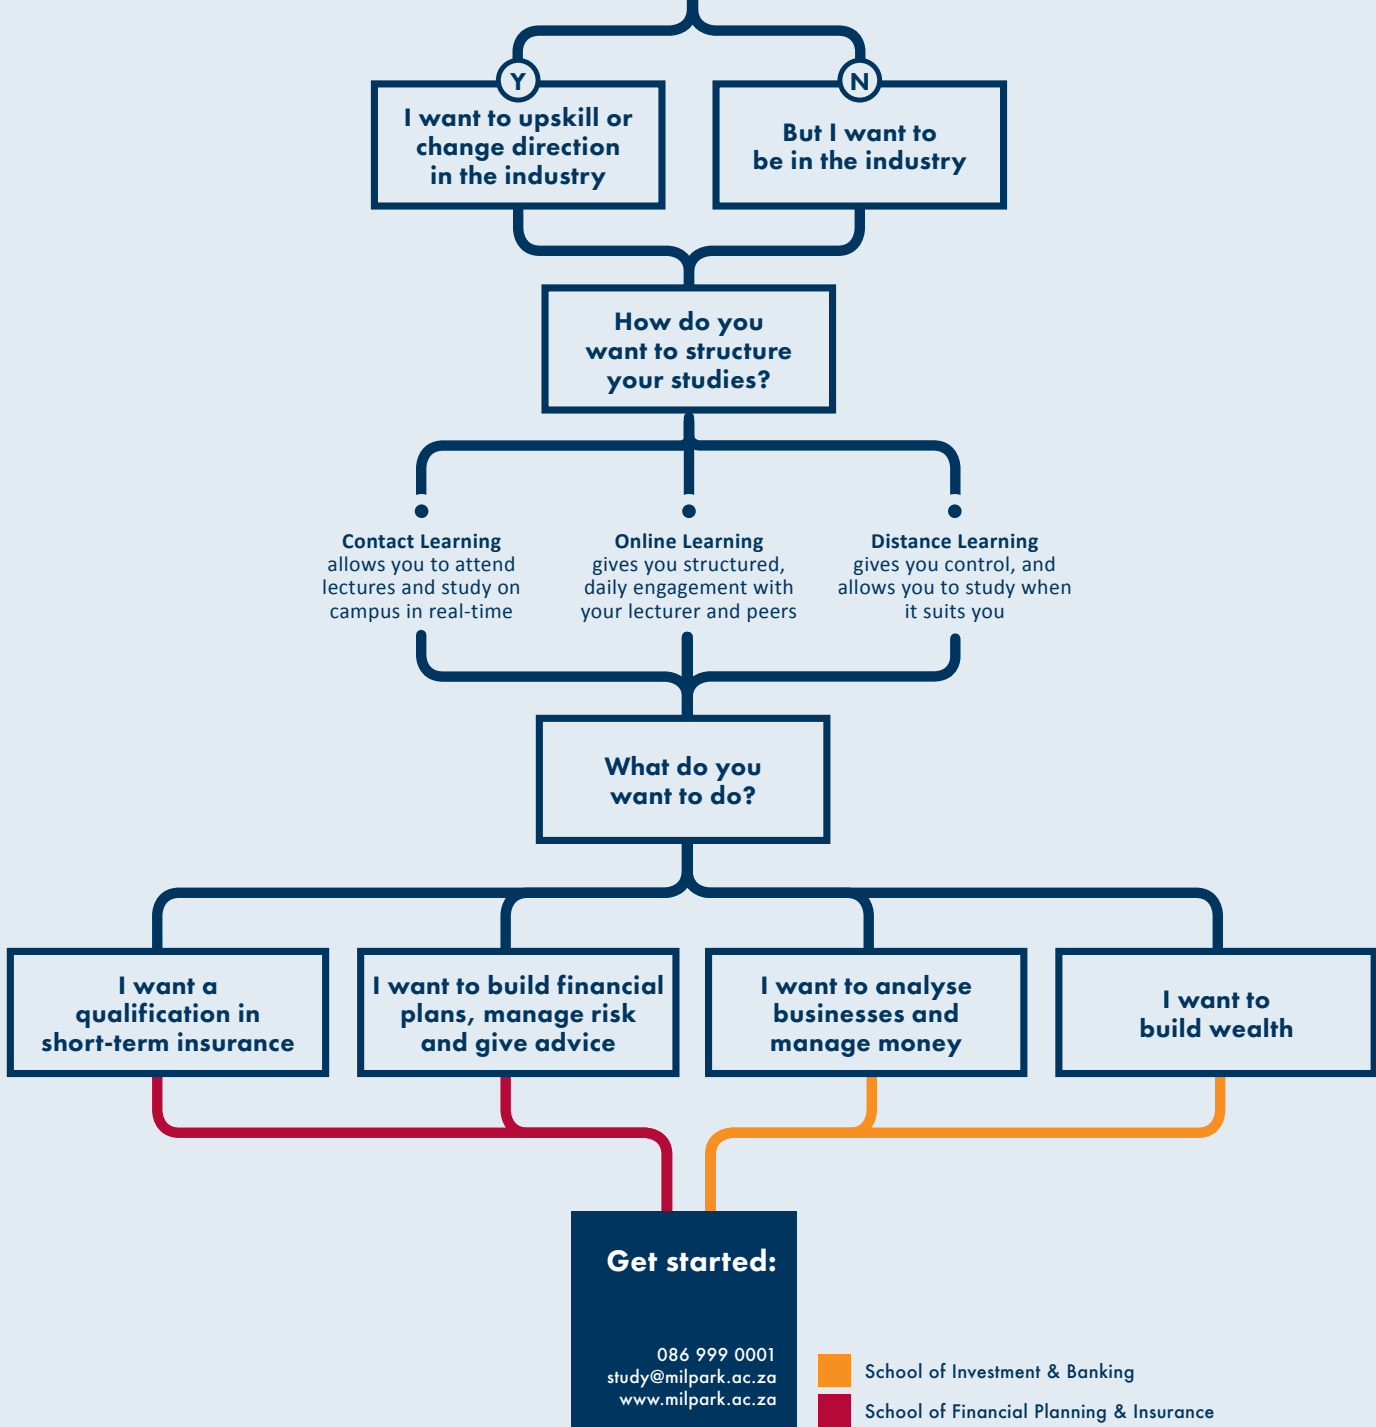 Y
I want to upskill or
change direction
in the industry
N
But I want to
be in the industry
How do you
want to structure
your studies?
Contact Learning
allows you to attend
lectures and study on
campus in real-time
Online Learning
gives you structured,
daily engagement with
your lecturer and peers
Distance Learning
gives you control, and
allows you to study when
it suits you
What do you
want to do?
I want a
qualification in
short-term insurance
I want to build financial
plans, manage risk
and give advice
I want to analyse
businesses and
manage money
I want to
build wealth
Get started:
086 999 0001
study@milpark.ac.za
www.milpark.ac.za
School of Investment & Banking
School of Financial Planning & Insurance